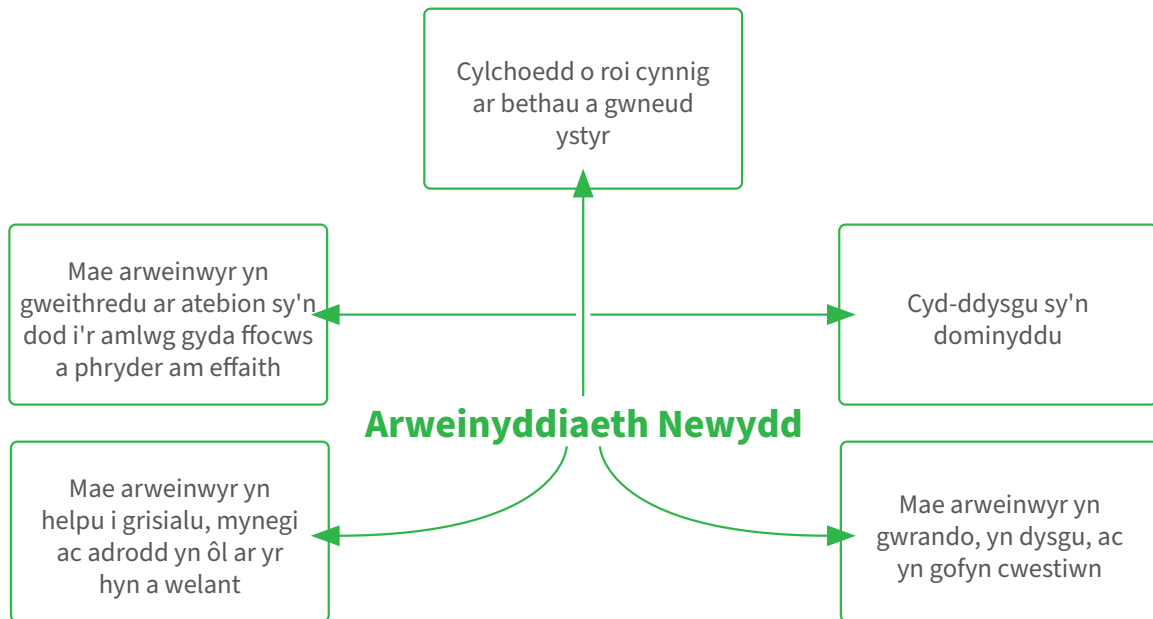 Cylchoedd o roi cynnig
ar bethau a gwneud
ystyr
Mae arweinwyr yn
gweithredu ar atebion sy'n
dod i'r amlwg gyda ffocws
a phryder am effaith
Cyd-ddysgu sy'n
dominyddu
Arweinyddiaeth Newydd
Mae arweinwyr yn
helpu i grisialu, mynegi
ac adrodd yn ôl ar yr
hyn a welant
Mae arweinwyr yn
gwrando, yn dysgu, ac
yn gofyn cwestiwn